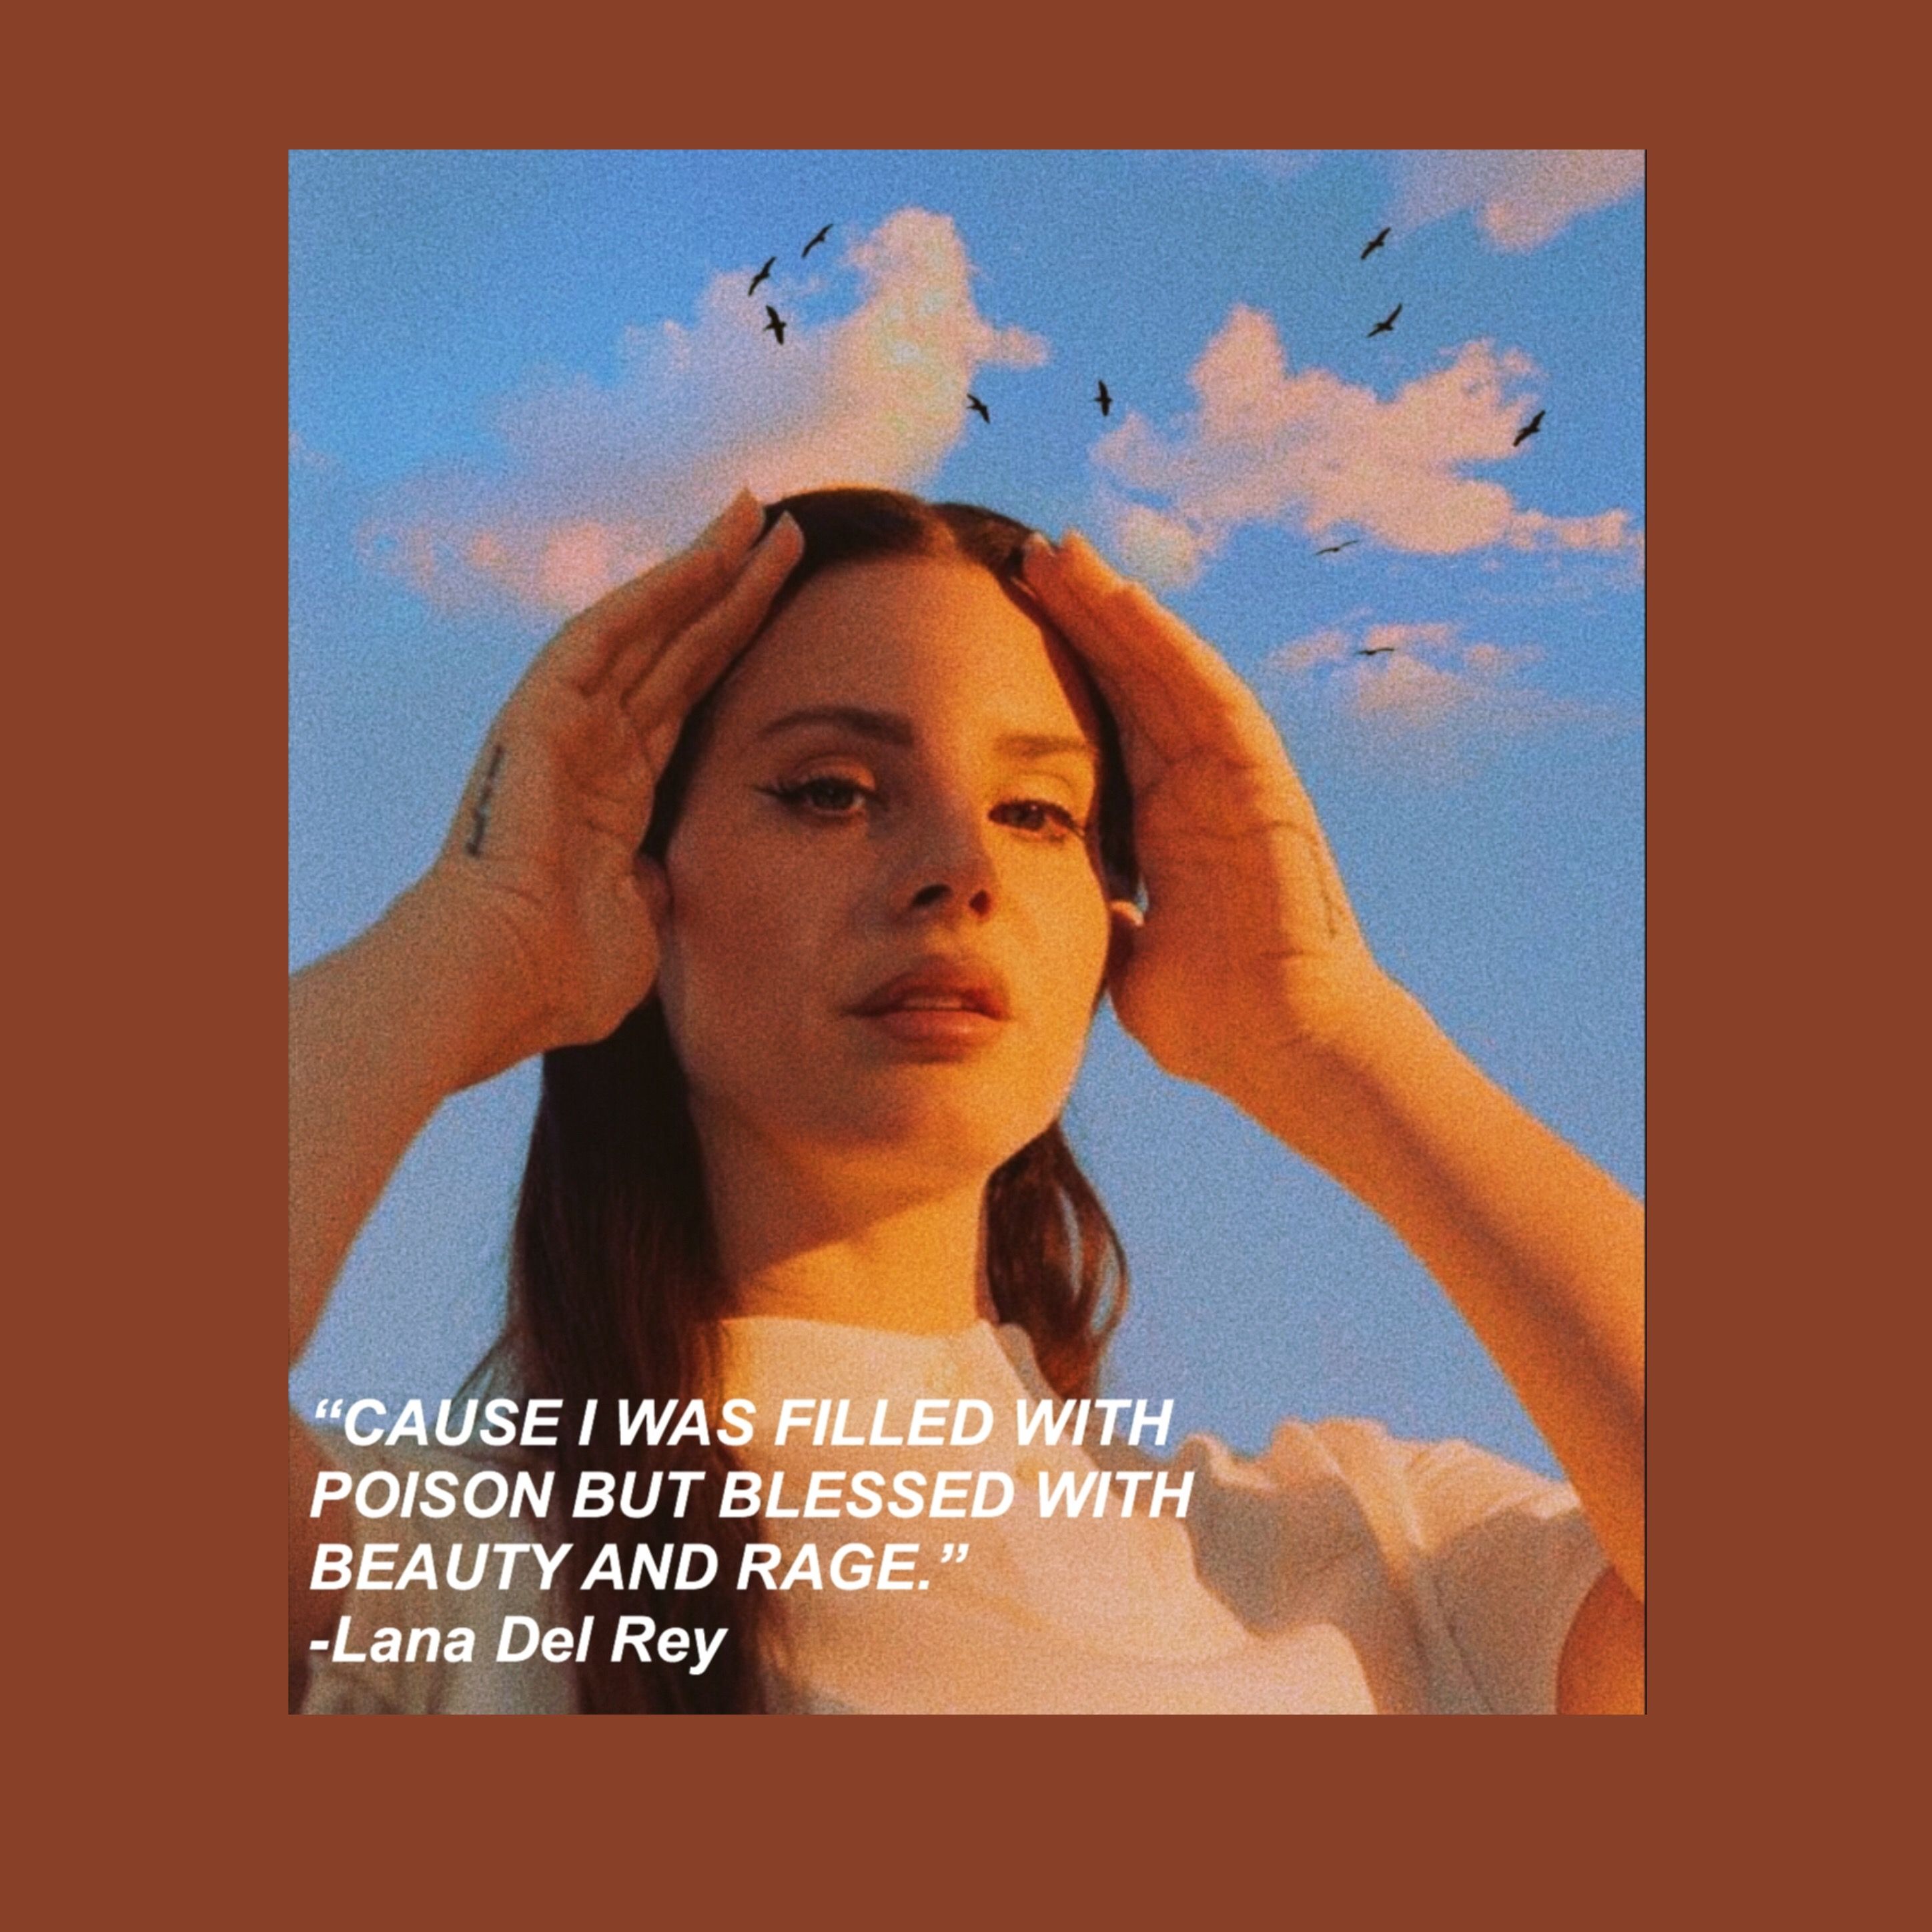 “CAUSE I WAS FILLED WITH
POISON BUT BLESSED WITH
BEAUTY AND RAGE.”
-Lana Del Rey